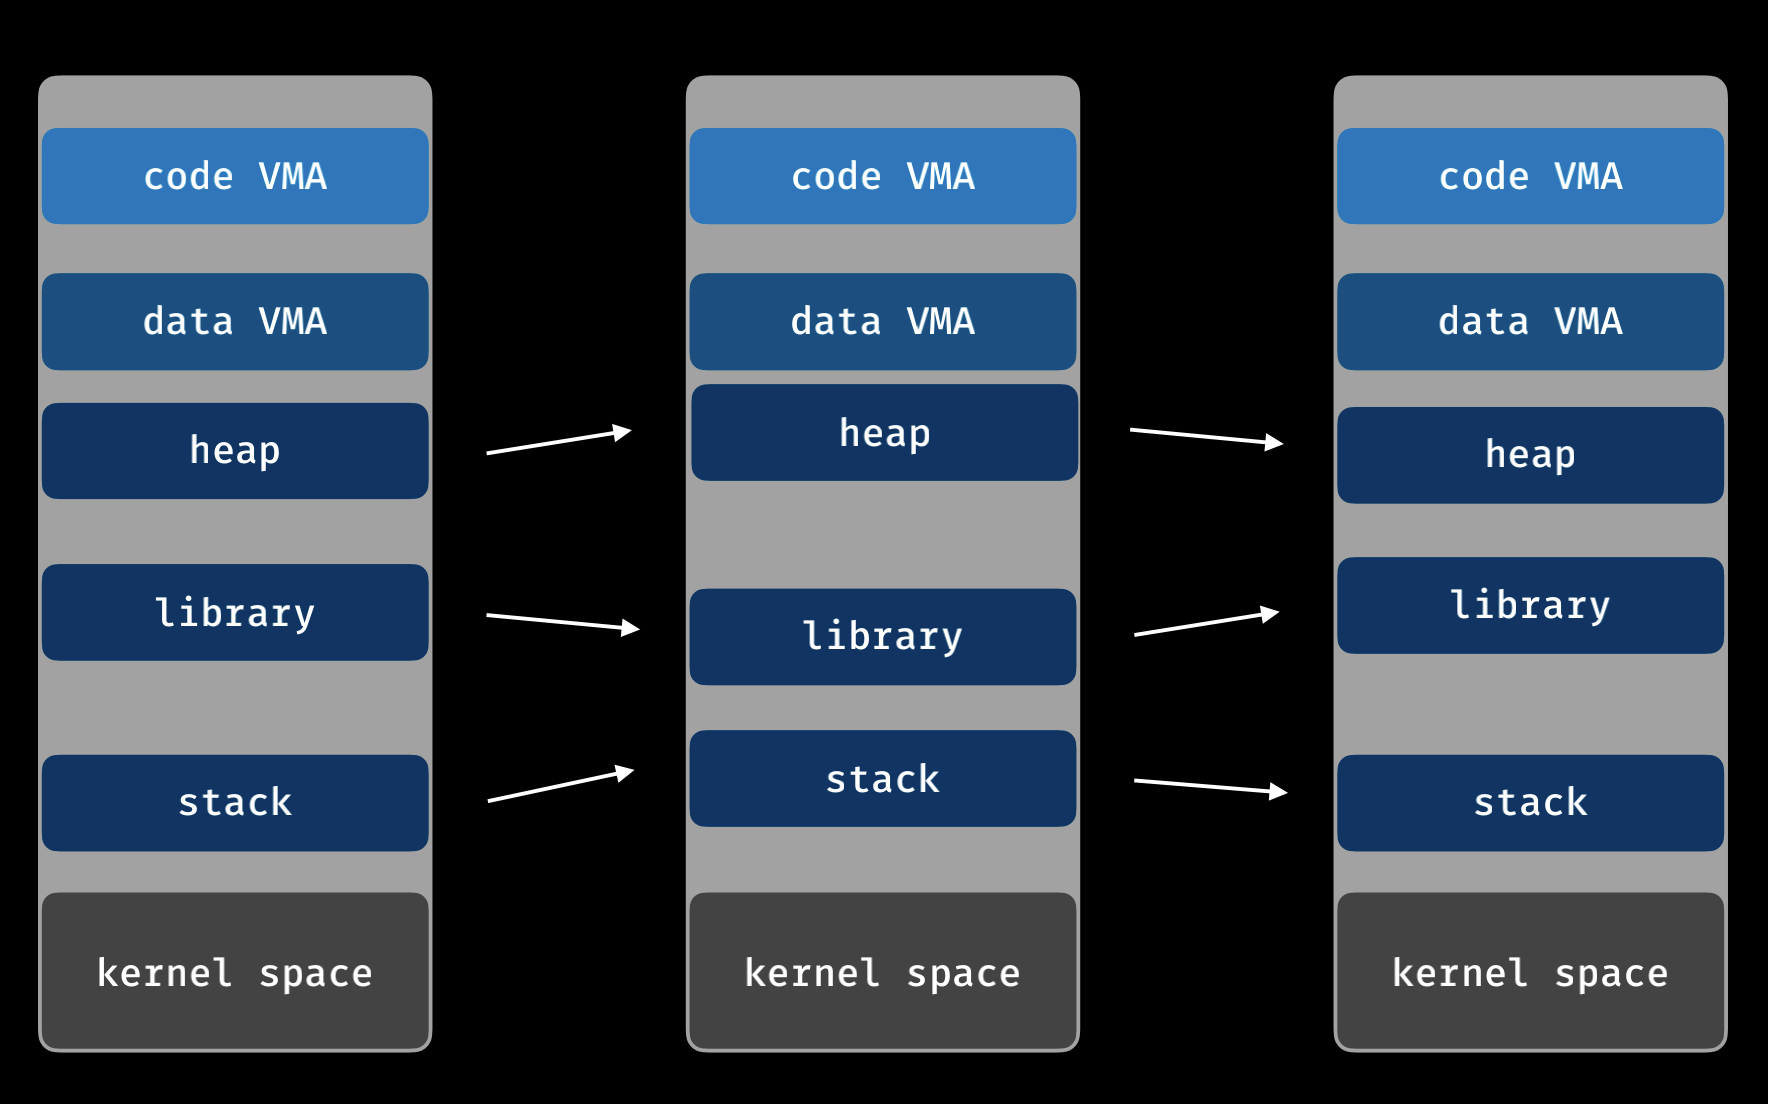 code VMA
data VMA
heap
library
stack
kernel space
code VMA
data VMA
heap
library
stack
kernel space
code VMA
data VMA
heap
library
stack
kernel space